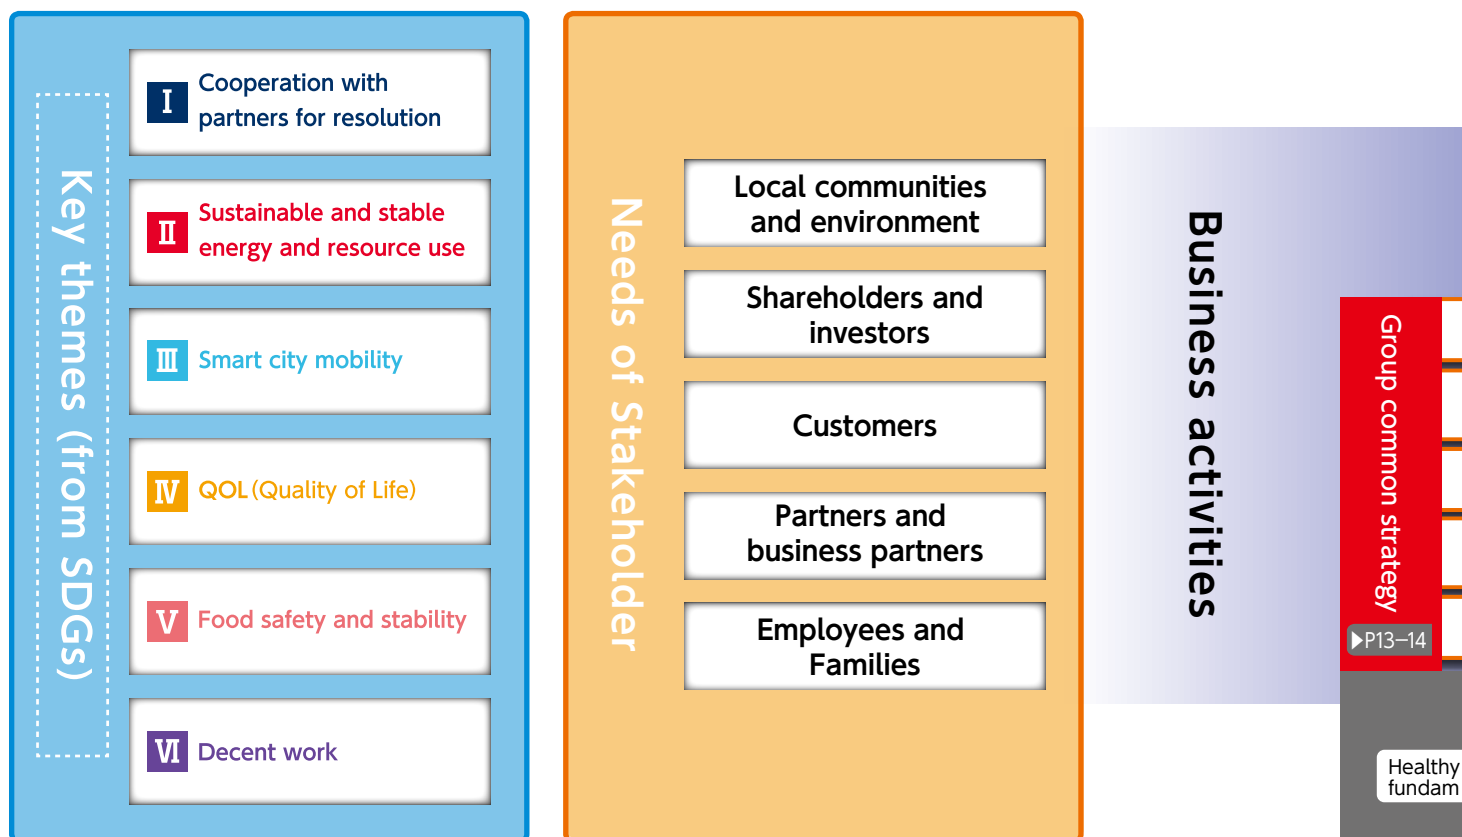 Key themes (from SDGs)
I
Cooperation with
partners for resolution
II
Sustainable and stable
energy and resource use
III
Smart city mobility
IV
QOL (Quality of Life)
V
Food safety and stability
VI
Decent work
Needs of Stakeholder
Local communities
and environment
Shareholders and
investors
Customers
Partners and
business partners
Employees and
Families
Business activities
Group common strategy
▶P13–14
Healthy
fundam